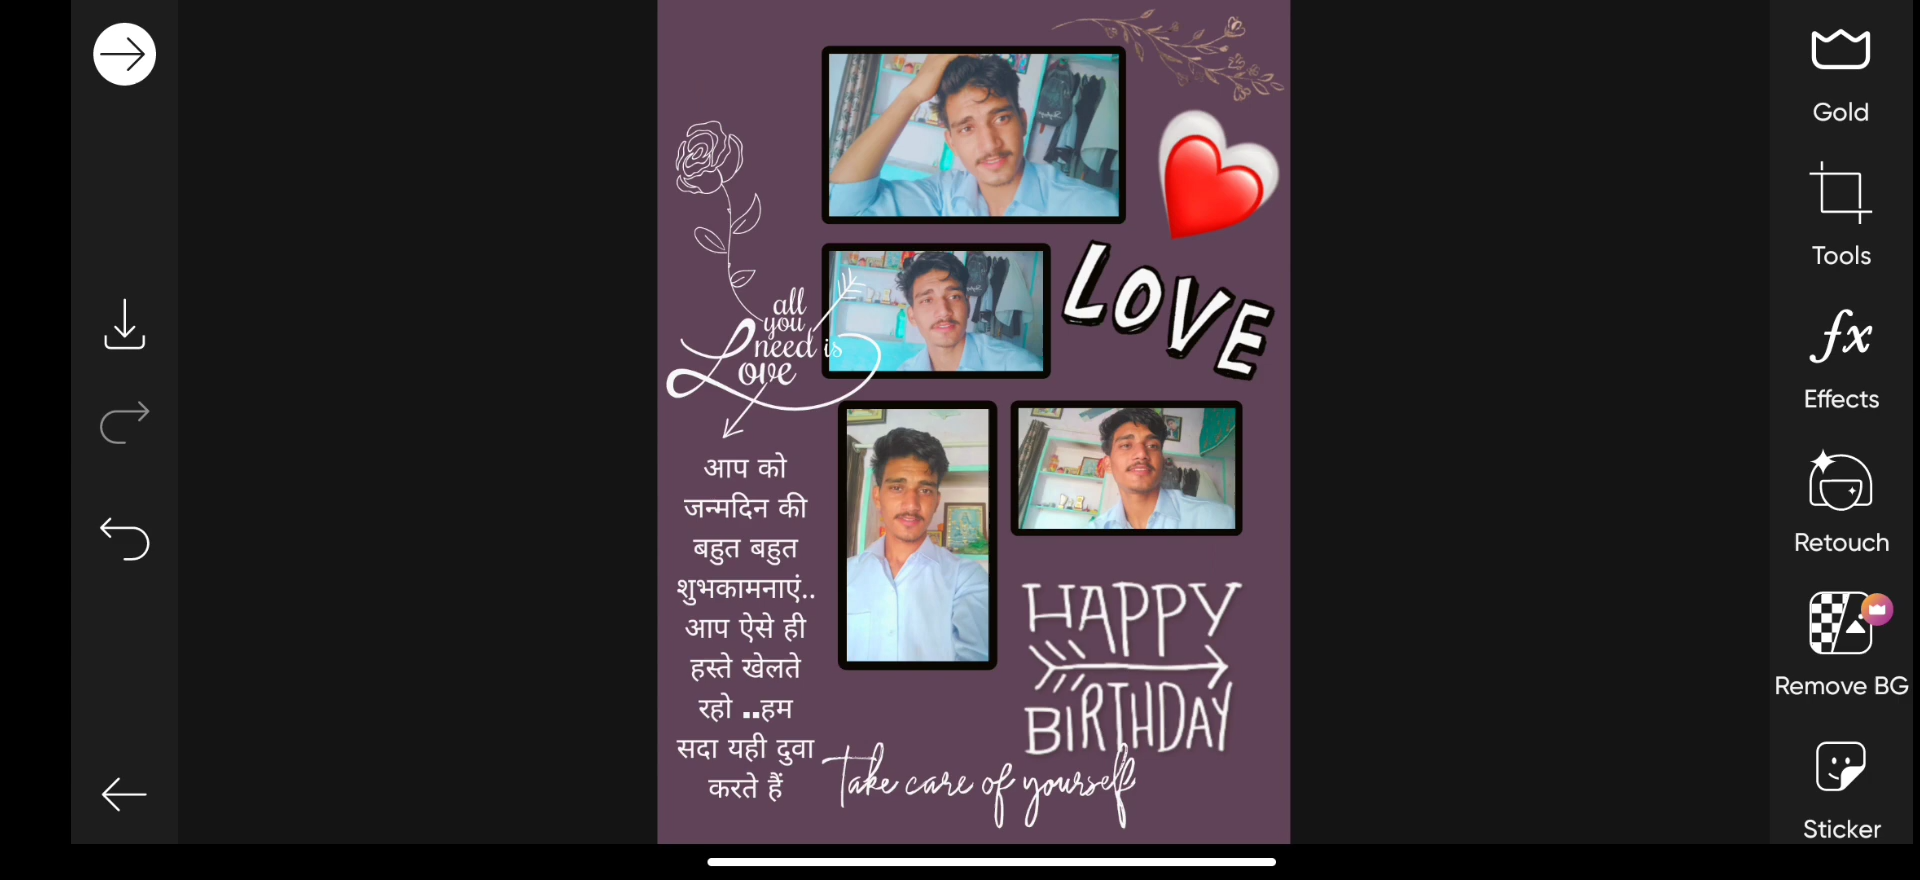 all
you
need is
Love
LOVE
आप को
जन्मदिन की
बहुत बहुत
शुभकामनाएं..
आप ऐसे ही
हस्ते खेलते
रहो ..हम
सदा यही दुवा
करते हैं
HAPPY
BIRTHDAY
Take care of yourself
Gold
Tools
fx
Effects
Retouch
Remove BG
Sticker